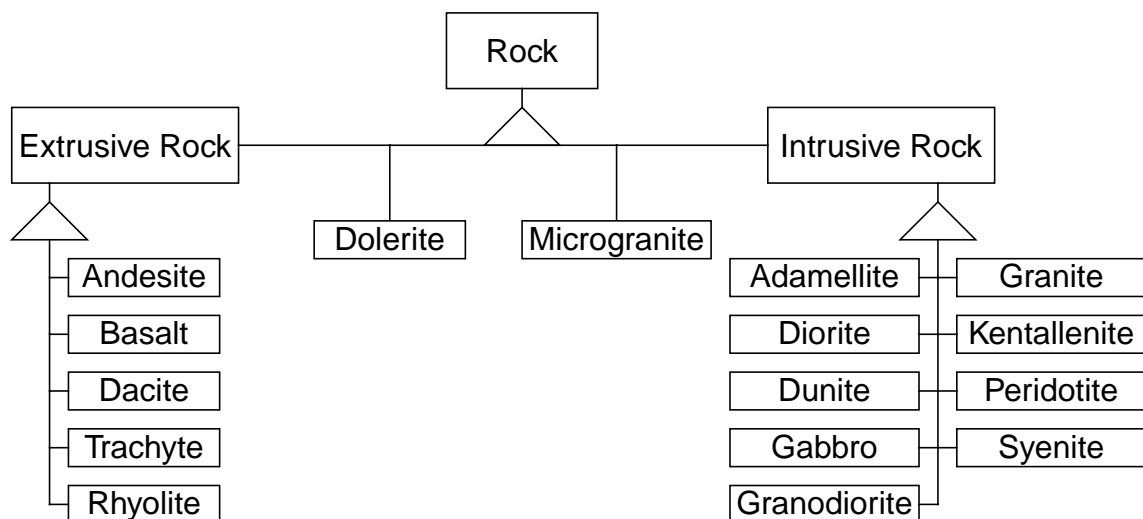 Rock
Extrusive Rock
Intrusive Rock
Dolerite
Microgranite
Andesite
Basalt
Dacite
Trachyte
Rhyolite
Adamellite
Granite
Diorite
Kentallenite
Dunite
Peridotite
Gabbro
Syenite
Granodiorite